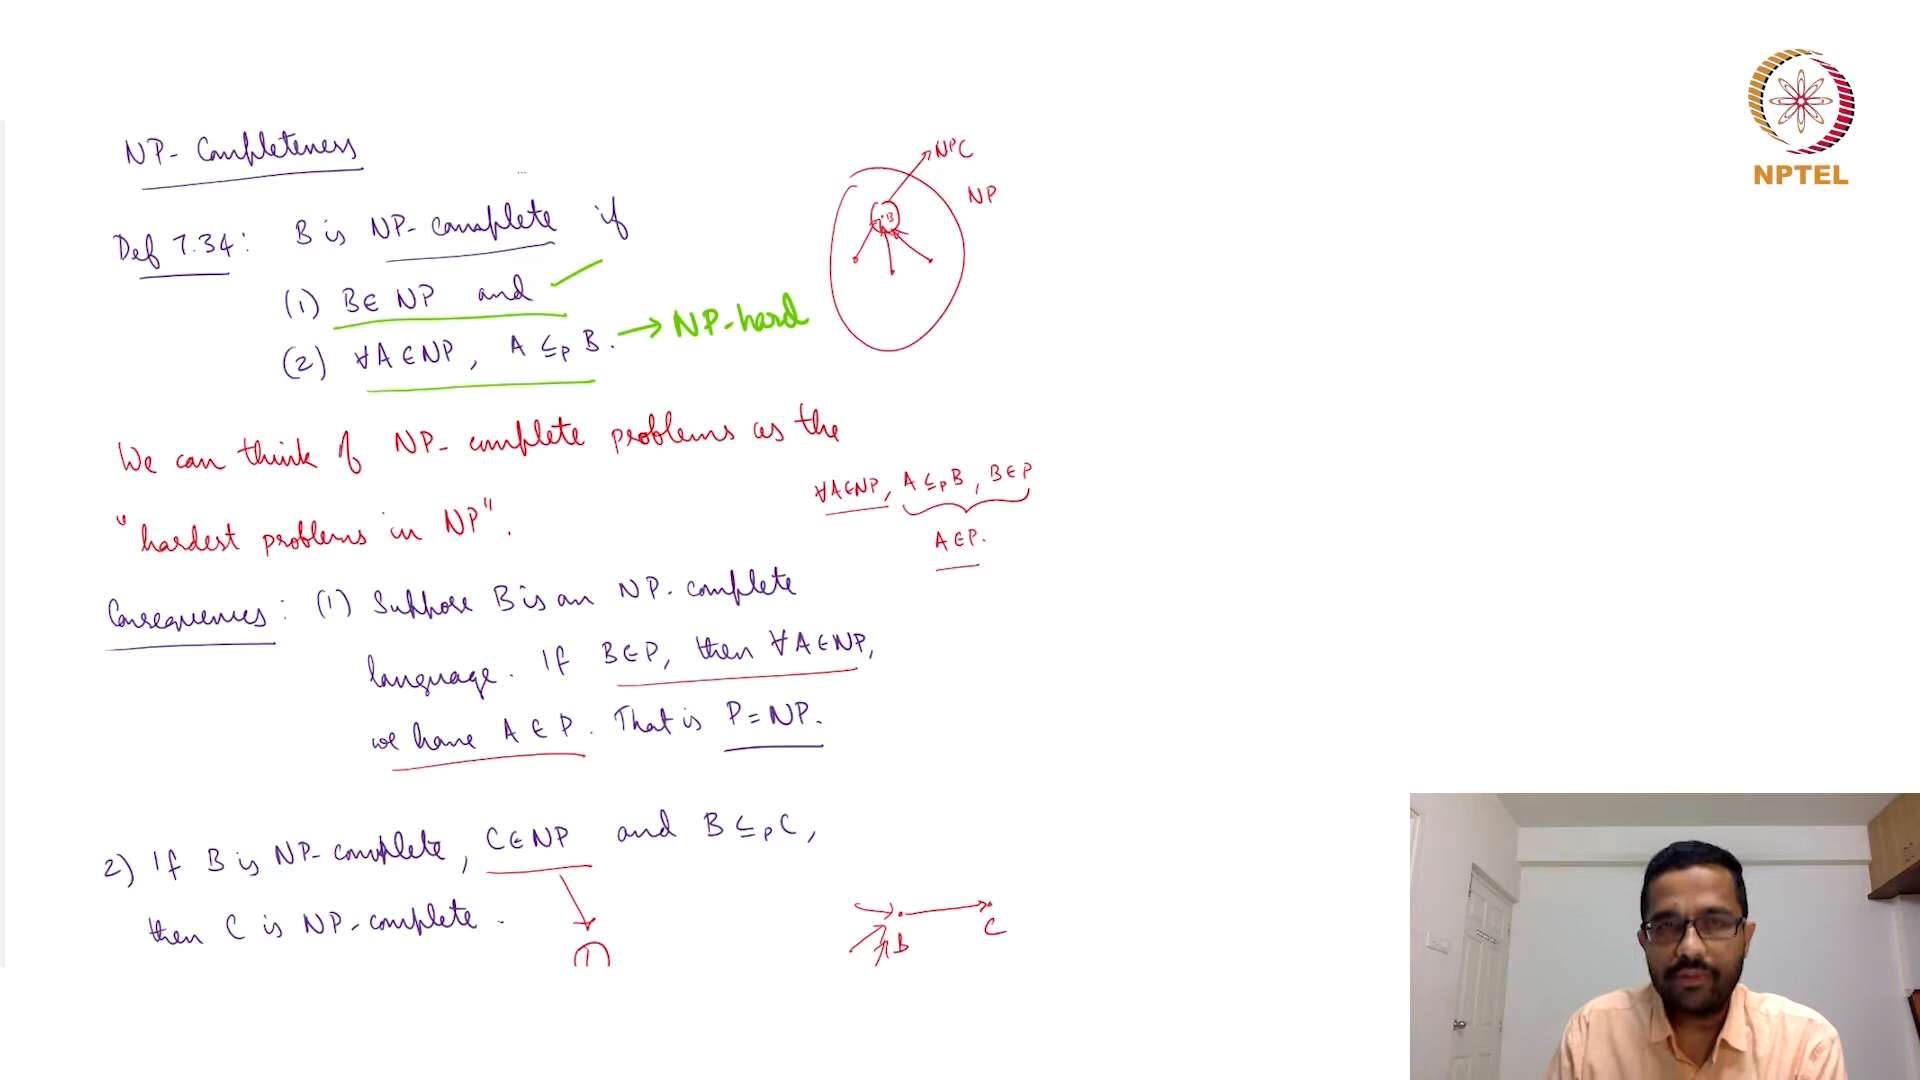 NP-Completeness
Def 7.34: B is NP-complete if
(1) B∈ NP and
(2) ∀A∈NP, A ≤p B. → NP-hard
NPC
NP
B
We can think of NP-complete problems as the
"hardest problems in NP".
∀A∈NP, A ≤p B, B∈P
A∈P.
Consequences: (1) Suppose B is an NP-complete
language. If B∈P, then ∀A∈NP,
we have A∈P. That is P=NP.
2) If B is NP-complete, C∈NP and B ≤p C,
then C is NP-complete.
①
B
C
NPTEL